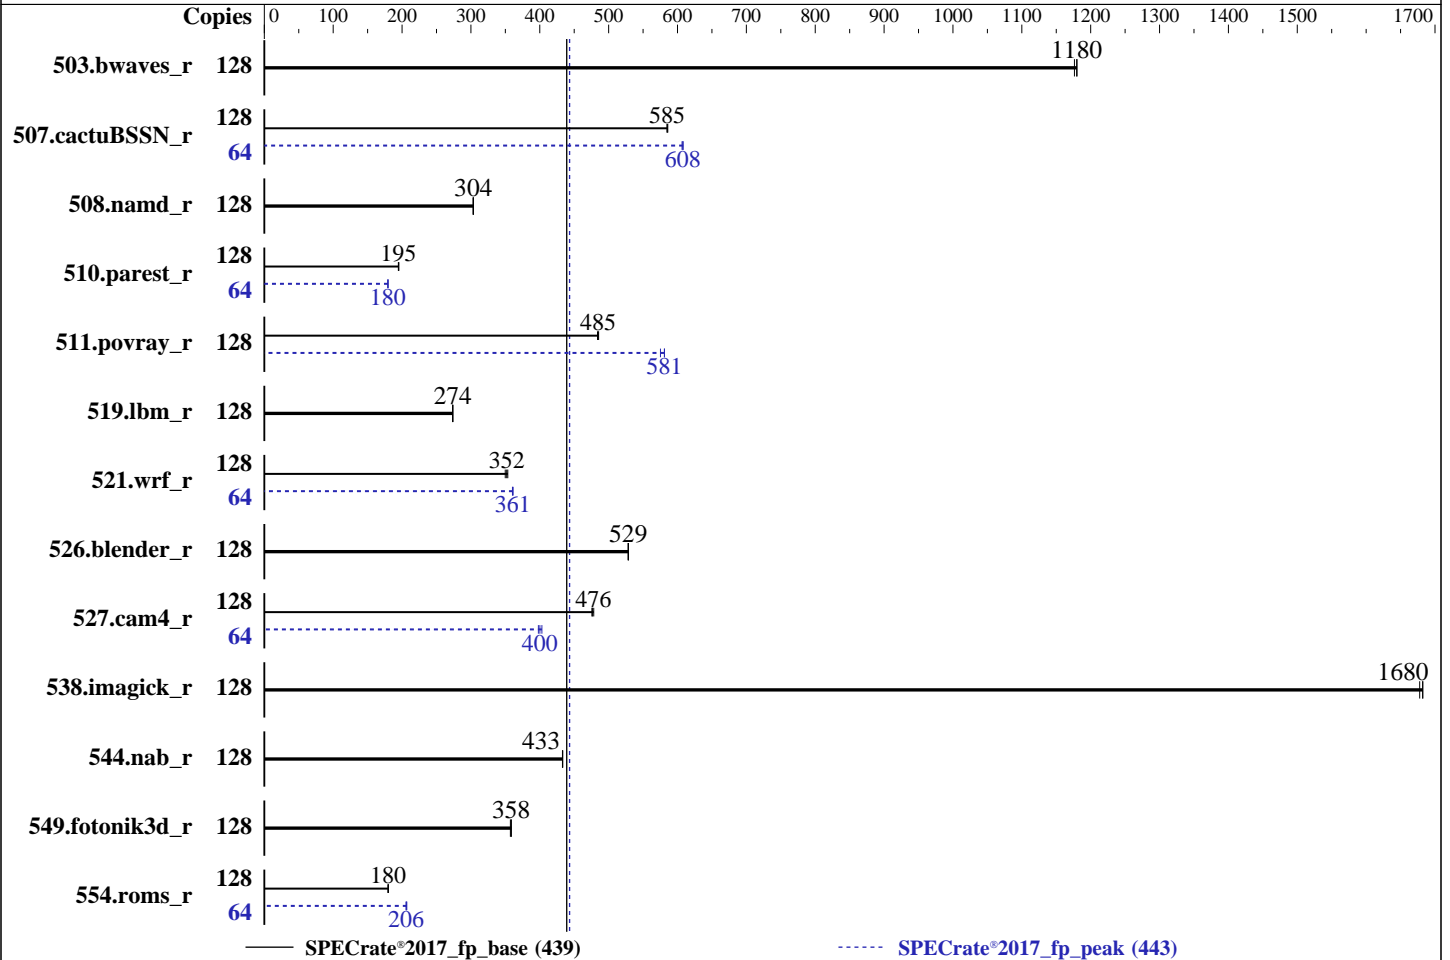 Copies 0 100 200 300 400 500 600 700 800 900 1000 1100 1200 1300 1400 1500 1700
503.bwaves_r 128 1180
507.cactuBSSN_r 128 585
64 608
508.namd_r 128 304
510.parest_r 128 195
64 180
511.povray_r 128 485
581
519.lbm_r 128 274
521.wrf_r 128 352
64 361
526.blender_r 128 529
527.cam4_r 128 476
64 400
538.imagick_r 128 1680
544.nab_r 128 433
549.fotonik3d_r 128 358
554.roms_r 128 180
64 206
SPECrate®2017_fp_base (439) SPECrate®2017_fp_peak (443)